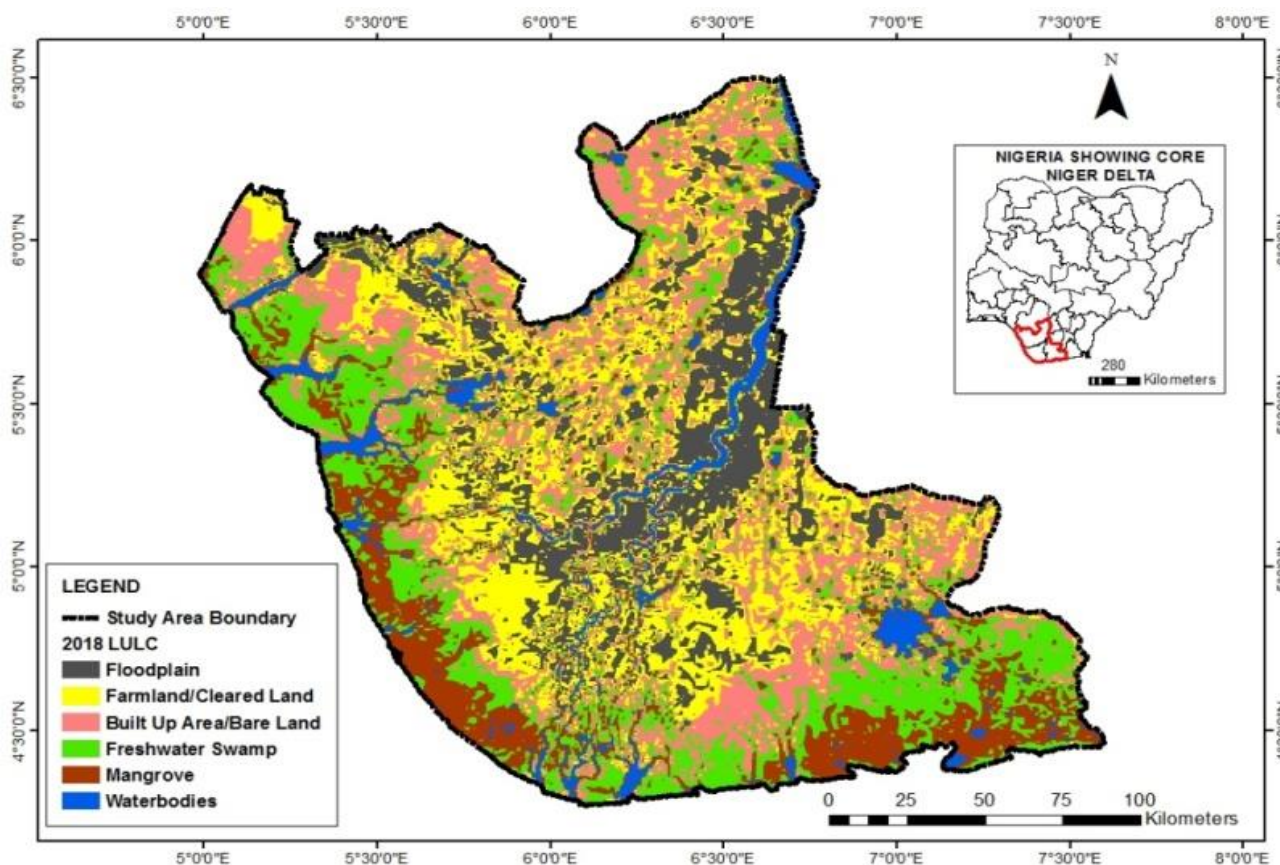 5°0'0"E 5°30'0"E 6°0'0"E 6°30'0"E 7°0'0"E 7°30'0"E 8°0'0"E
6°30'0"N
6°0'0"N
5°30'0"N
5°0'0"N
4°30'0"N
N
NIGERIA SHOWING CORE
NIGER DELTA
280
Kilometers
LEGEND
Study Area Boundary
2018 LULC
Floodplain
Farmland/Cleared Land
Built Up Area/Bare Land
Freshwater Swamp
Mangrove
Waterbodies
0 25 50 75 100
Kilometers
5°0'0"E 5°30'0"E 6°0'0"E 6°30'0"E 7°0'0"E 7°30'0"E 8°0'0"E